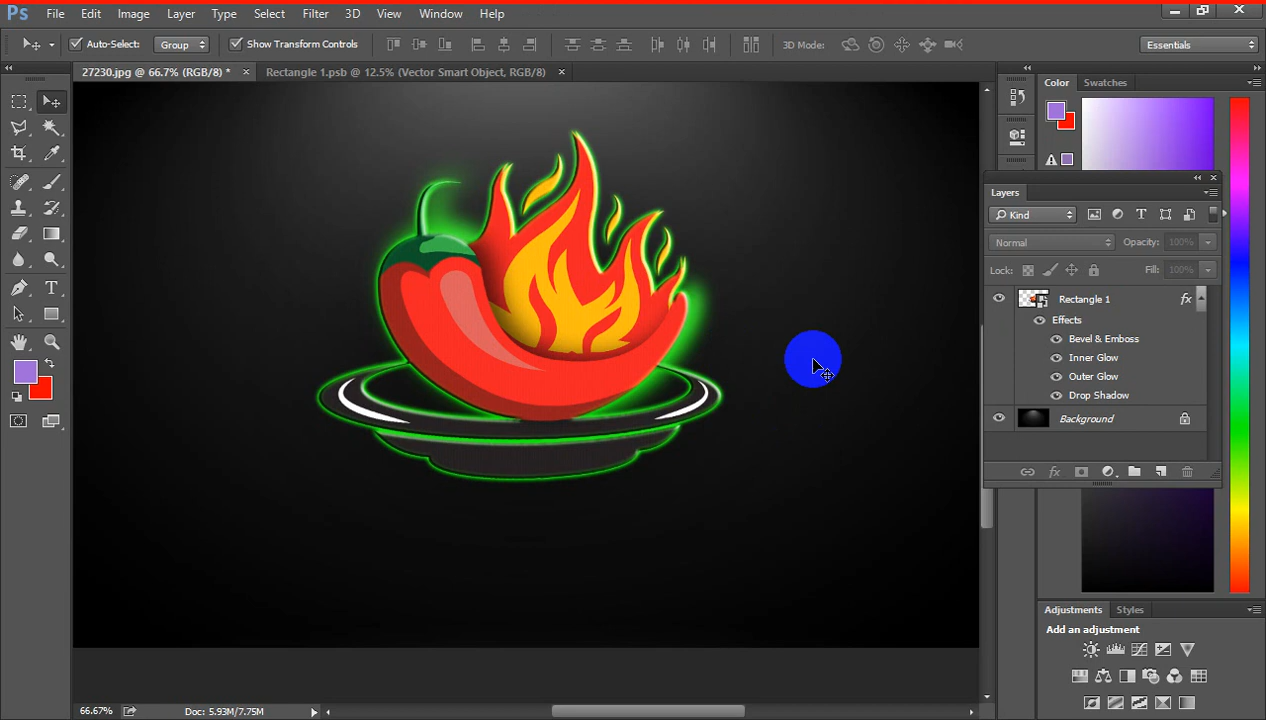 Ps File Edit Image Layer Type Select Filter 3D View Window Help
Auto-Select: Group Show Transform Controls 3D Mode: Essentials
27230.jpg @ 66.7% (RGB/8) * × Rectangle 1.psb @ 12.5% (Vector Smart Object, RGB/8) ×
Color Swatches
A
Layers
Kind
Normal Opacity: 100%
Lock: Fill: 100%
Rectangle 1 fx
Effects
Bevel & Emboss
Inner Glow
Outer Glow
Drop Shadow
Background
fx
Adjustments Styles
Add an adjustment
66.67% Doc: 5.93M/7.75M